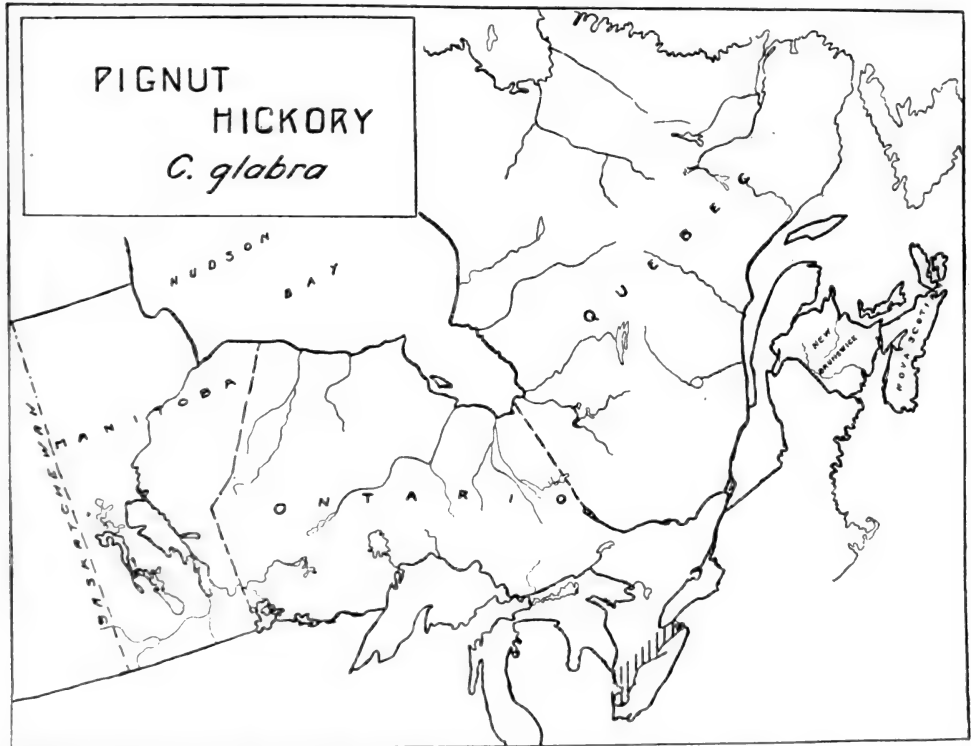 PIGNUT
HICKORY
C. glabra
HUDSON
BAY
QUEBEC
NEW
BRUNSWICK
NOVA SCOTIA
MANITOBA
SASKATCHEWAN
ONTARIO